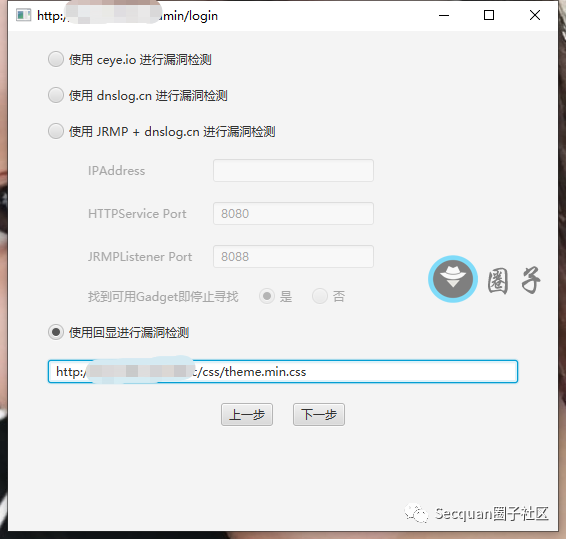 http:/ dmin/login
使用 ceye.io 进行漏洞检测
使用 dnslog.cn 进行漏洞检测
使用 JRMP + dnslog.cn 进行漏洞检测
IPAddress
HTTPService Port 8080
JRMPListener Port 8088
找到可用Gadget即停止寻找 是 否
圈子
使用回显进行漏洞检测
http:/ c/css/theme.min.css
上一步 下一步
Secquan圈子社区